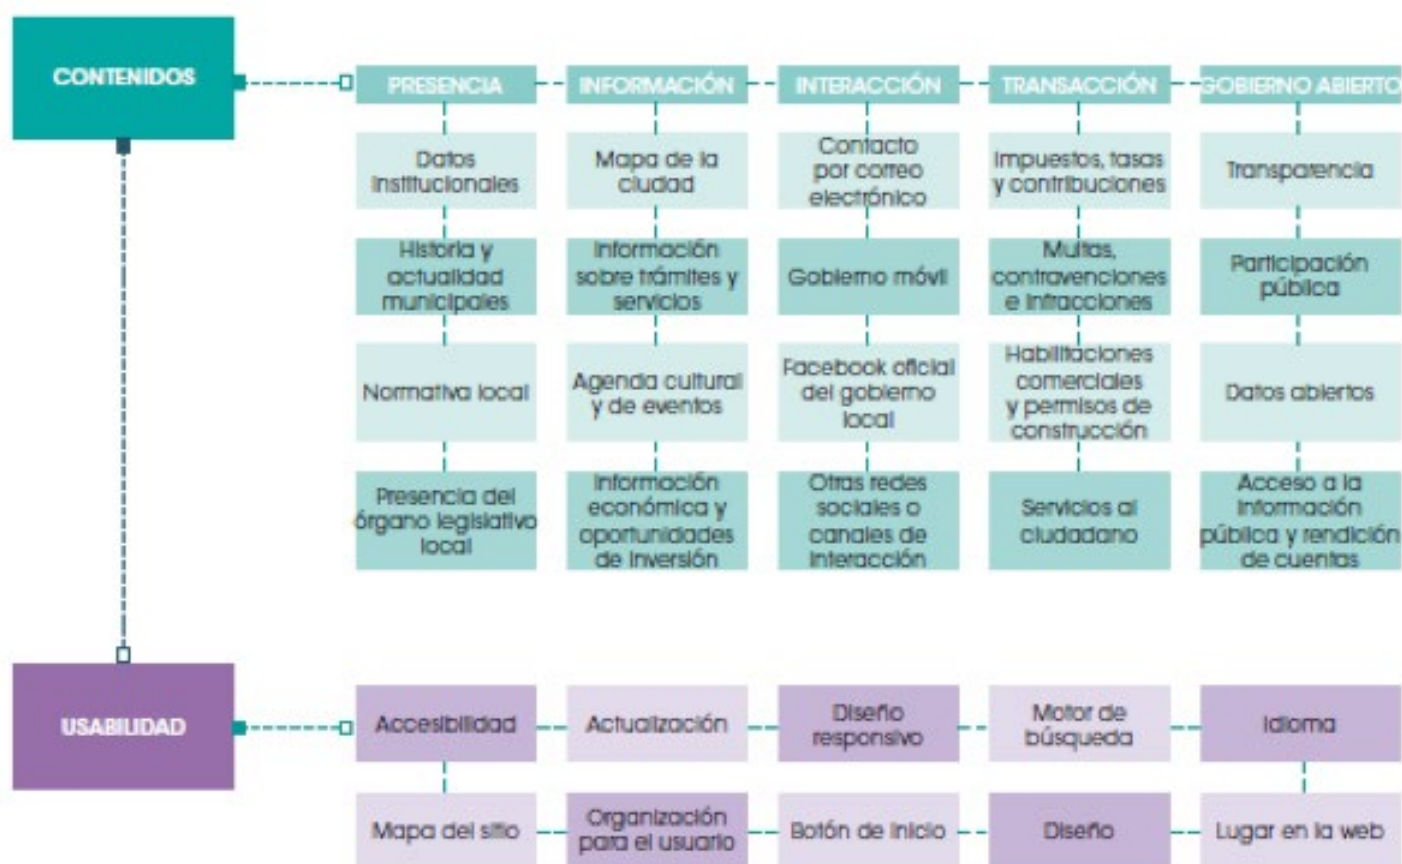 CONTENIDOS
PRESENCIA
INFORMACIÓN
INTERACCIÓN
TRANSACCIÓN
GOBIERNO ABIERTO
Datos
Institucionales
Mapa de la
ciudad
Contacto
por correo
electrónico
Impuestos, tasas
y contribuciones
Transparencia
Historia y
actualidad
municipales
Información
sobre trámites y
servicios
Gobierno móvil
Multas,
contravenciones
e infracciones
Participación
pública
Normativa local
Agenda cultural
y de eventos
Facebook oficial
del gobierno
local
Habilitaciones
comerciales
y permisos de
construcción
Datos abiertos
Presencia del
órgano legislativo
local
Información
económica y
oportunidades
de inversión
Otras redes
sociales o
canales de
interacción
Servicios al
ciudadano
Acceso a la
información
pública y rendición
de cuentas
USABILIDAD
Accesibilidad
Actualización
Diseño
responsivo
Motor de
búsqueda
Idioma
Mapa del sitio
Organización
para el usuario
Botón de inicio
Diseño
Lugar en la web